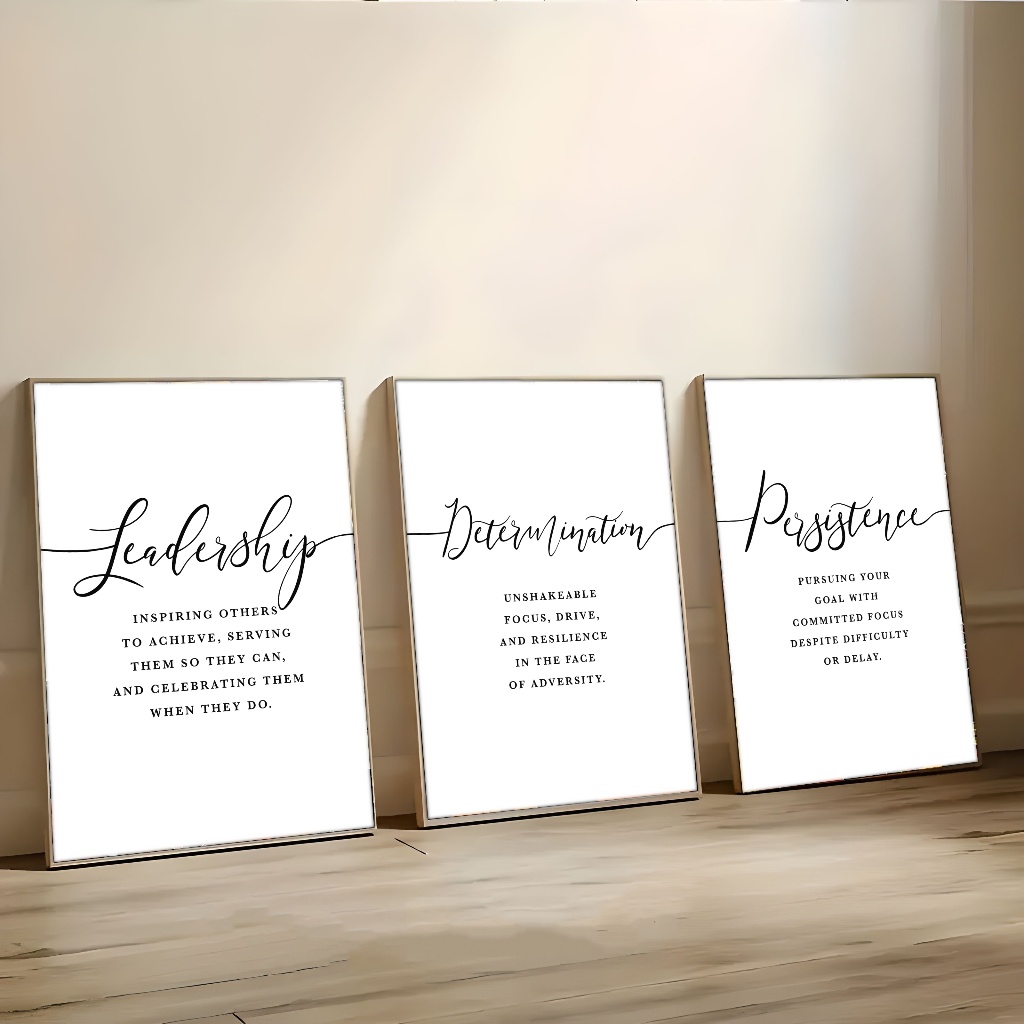 Leadership
INSPIRING OTHERS
TO ACHIEVE, SERVING
THEM SO THEY CAN,
AND CELEBRATING THEM
WHEN THEY DO.
Determination
UNSHAKEABLE
FOCUS, DRIVE,
AND RESILIENCE
IN THE FACE
OF ADVERSITY.
Persistence
PURSUING YOUR
GOAL WITH
COMMITTED FOCUS
DESPITE DIFFICULTY
OR DELAY.